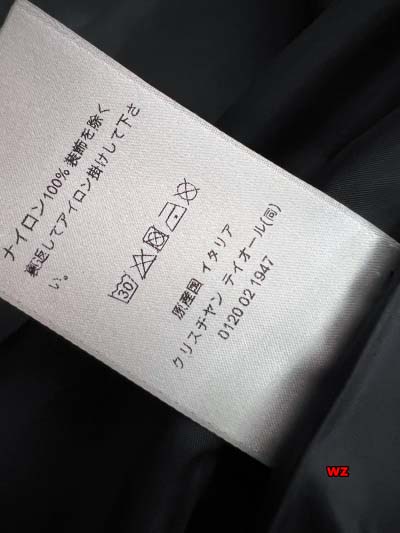 ナイロン100% 装飾を除く
裏返してアイロン掛けして下さ
い。
30°
原産国 イタリア
クリスチャン ディオール(同)
0120 02 1947
wz